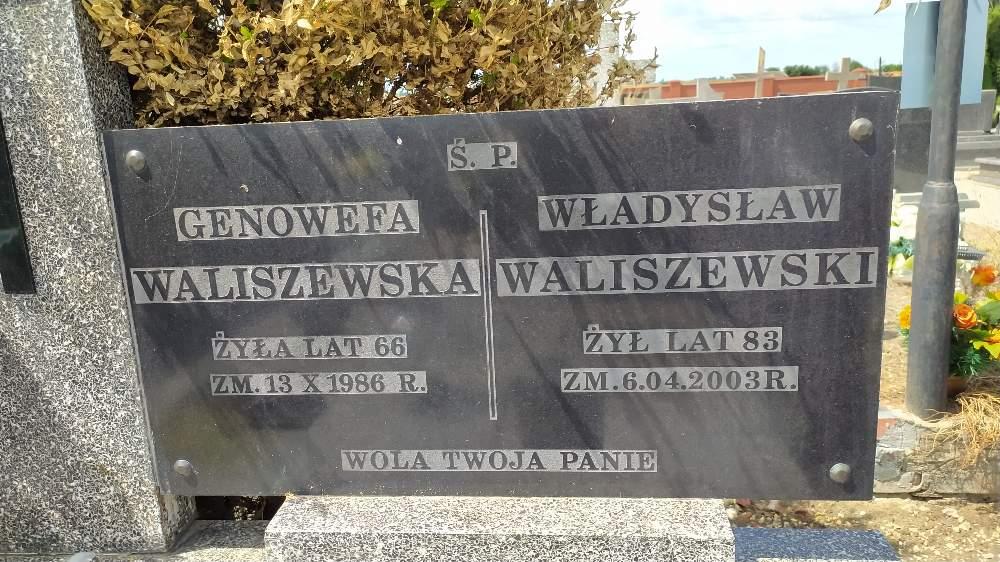 Ś. P.
GENOWEFA
WALISZEWSKA
ŻYŁA LAT 66
ZM. 13 X 1986 R.
WŁADYSŁAW
WALISZEWSKI
ŻYŁ LAT 83
ZM. 6.04.2003 R.
WOLA TWOJA PANIE